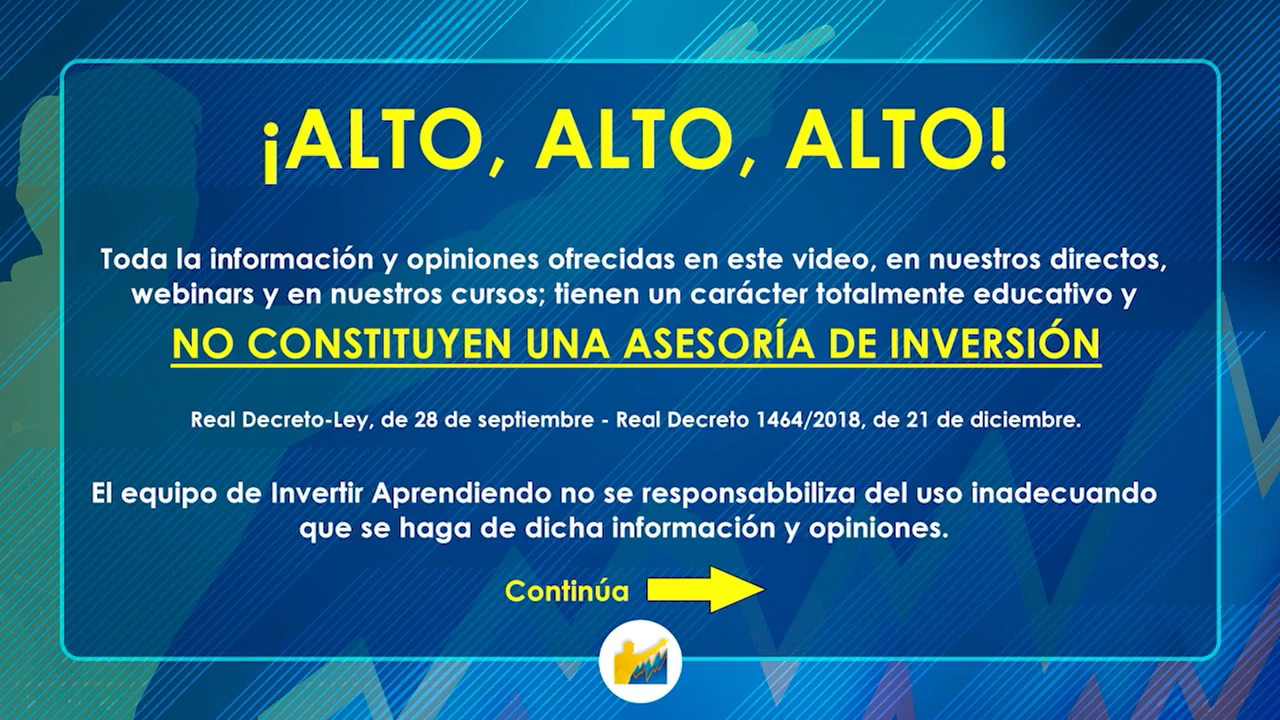 ¡ALTO, ALTO, ALTO!
Toda la información y opiniones ofrecidas en este video, en nuestros directos,
webinars y en nuestros cursos; tienen un carácter totalmente educativo y
NO CONSTITUYEN UNA ASESORÍA DE INVERSIÓN
Real Decreto-Ley, de 28 de septiembre - Real Decreto 1464/2018, de 21 de diciembre.
El equipo de Invertir Aprendiendo no se responsabbiliza del uso inadecuando
que se haga de dicha información y opiniones.
Continúa